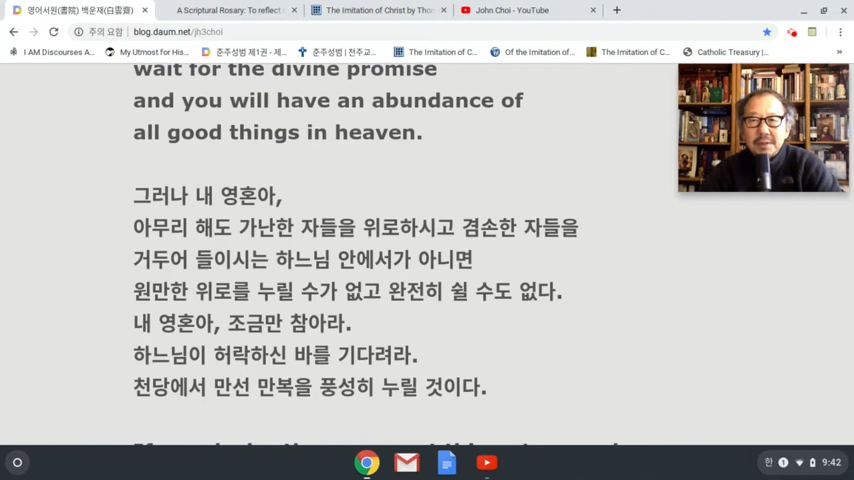 영어서원(書院) 백운재(白雲齋)
A Scriptural Rosary: To reflect
The Imitation of Christ by Thom
John Choi - YouTube
주의 요함
blog.daum.net/jh3choi
I AM Discourses A...
My Utmost for His...
준주성범 제1권 - 제...
준주성범 | 천주교...
The Imitation of C...
Of the Imitation of...
The Imitation of C...
Catholic Treasury |...
wait for the divine promise
and you will have an abundance of
all good things in heaven.
그러나 내 영혼아,
아무리 해도 가난한 자들을 위로하시고 겸손한 자들을
거두어 들이시는 하느님 안에서가 아니면
원만한 위로를 누릴 수가 없고 완전히 쉴 수도 없다.
내 영혼아, 조금만 참아라.
하느님이 허락하신 바를 기다려라.
천당에서 만선 만복을 풍성히 누릴 것이다.
한
1
9:42